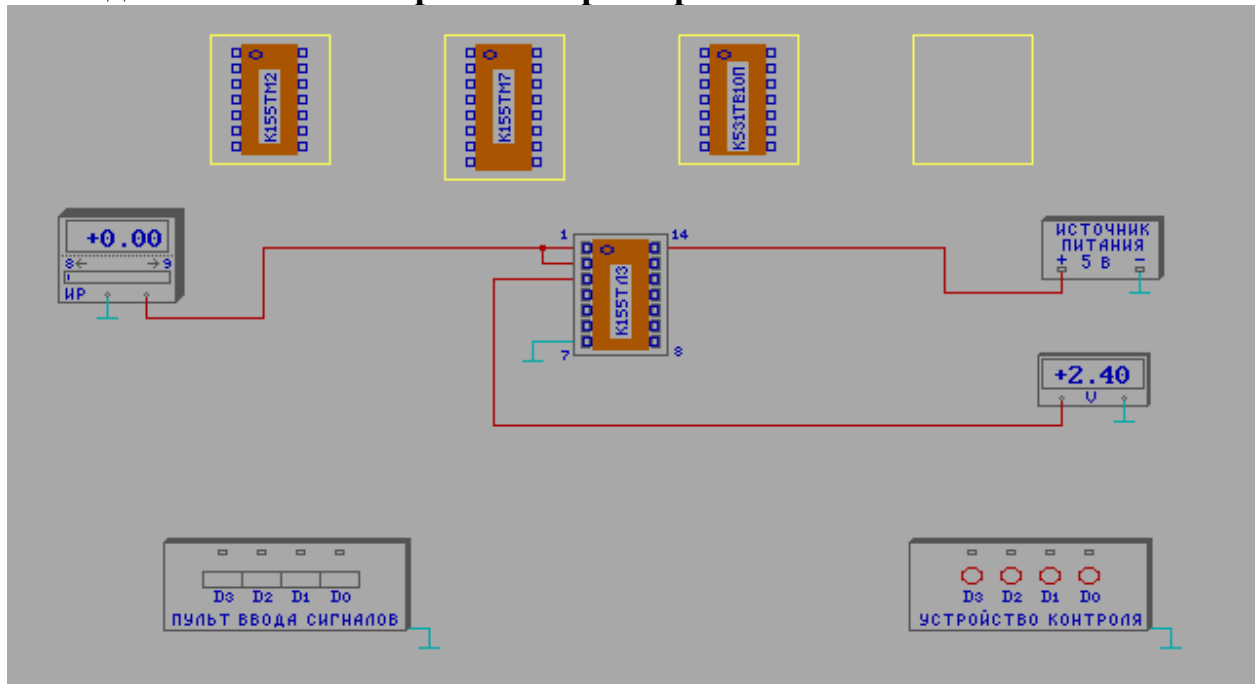 К155ТМ2
К155ТМ7
К531ТВ10П
+0.00
8← →9
ИР
1
14
К155ТЛ3
7
8
ИСТОЧНИК
ПИТАНИЯ
+ 5 В −
+2.40
V
D3 D2 D1 D0
ПУЛЬТ ВВОДА СИГНАЛОВ
D3 D2 D1 D0
УСТРОЙСТВО КОНТРОЛЯ